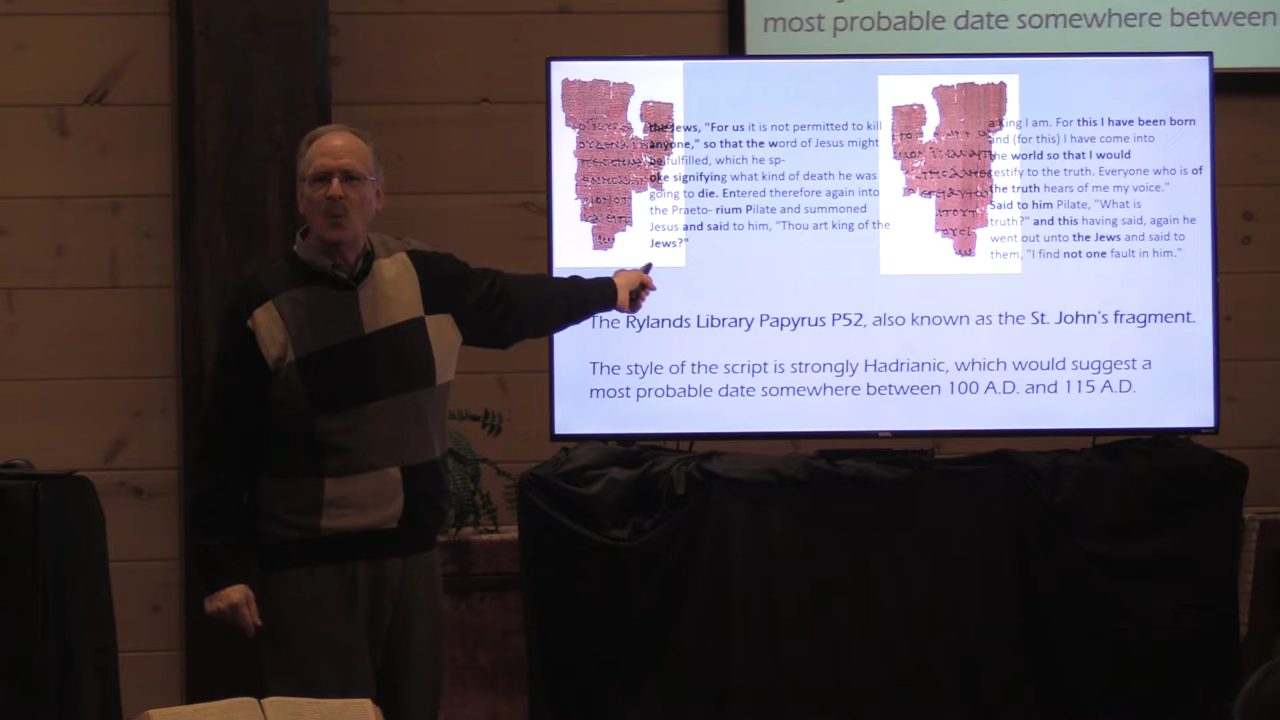 most probable date somewhere between
the Jews, "For us it is not permitted to kill
anyone," so that the word of Jesus might
be fulfilled, which he sp-
oke signifying what kind of death he was
going to die. Entered therefore again into
the Praeto- rium Pilate and summoned
Jesus and said to him, "Thou art king of the
Jews?"
a King I am. For this I have been born
and (for this) I have come into
the world so that I would
testify to the truth. Everyone who is of
the truth hears of me my voice."
Said to him Pilate, "What is
truth?" and this having said, again he
went out unto the Jews and said to
them, "I find not one fault in him."
The Rylands Library Papyrus P52, also known as the St. John's fragment.
The style of the script is strongly Hadrianic, which would suggest a
most probable date somewhere between 100 A.D. and 115 A.D.